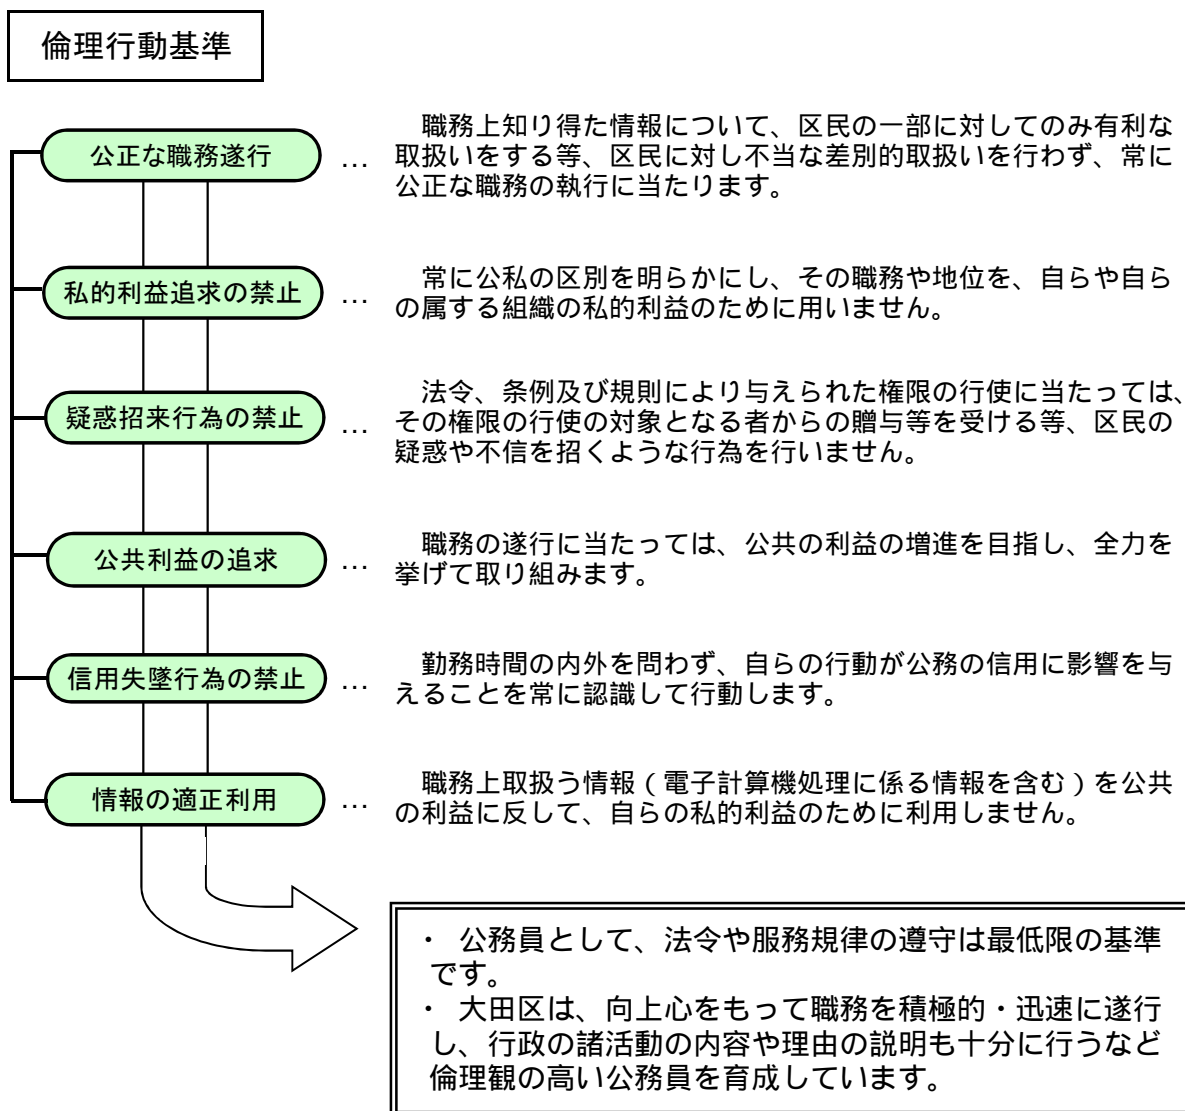 倫理行動基準
公正な職務遂行
…
職務上知り得た情報について、区民の一部に対してのみ有利な
取扱いをする等、区民に対し不当な差別的取扱いを行わず、常に
公正な職務の執行に当たります。
私的利益追求の禁止
…
常に公私の区別を明らかにし、その職務や地位を、自らや自ら
の属する組織の私的利益のために用いません。
疑惑招来行為の禁止
…
法令、条例及び規則により与えられた権限の行使に当たっては、
その権限の行使の対象となる者からの贈与等を受ける等、区民の
疑惑や不信を招くような行為を行いません。
公共利益の追求
…
職務の遂行に当たっては、公共の利益の増進を目指し、全力を
挙げて取り組みます。
信用失墜行為の禁止
…
勤務時間の内外を問わず、自らの行動が公務の信用に影響を与
えることを常に認識して行動します。
情報の適正利用
…
職務上取扱う情報(電子計算機処理に係る情報を含む)を公共
の利益に反して、自らの私的利益のために利用しません。
・ 公務員として、法令や服務規律の遵守は最低限の基準
です。
・ 大田区は、向上心をもって職務を積極的・迅速に遂行
し、行政の諸活動の内容や理由の説明も十分に行うなど
倫理観の高い公務員を育成しています。